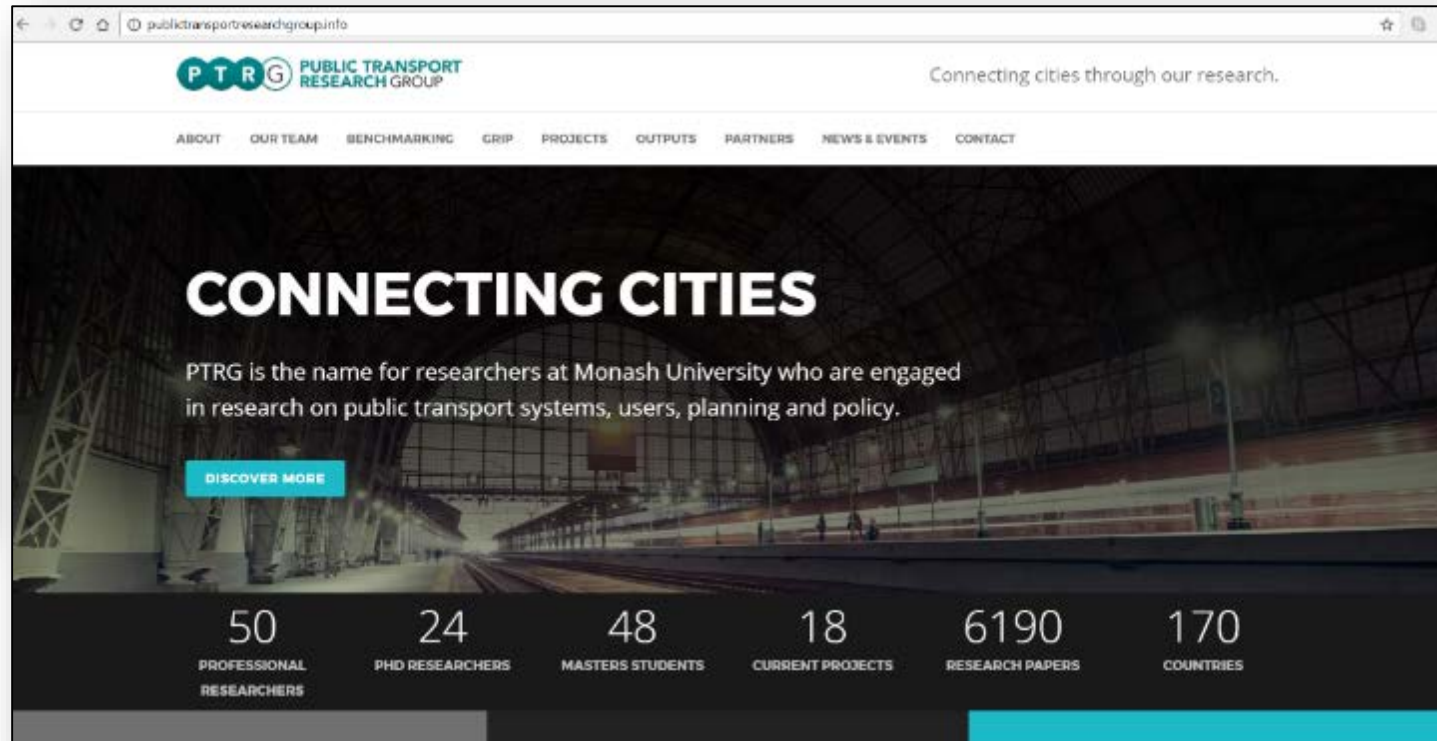 publictransportresearchgroup.info
PTRG PUBLIC TRANSPORT
RESEARCH GROUP
Connecting cities through our research.
ABOUT OUR TEAM BENCHMARKING GRIP PROJECTS OUTPUTS PARTNERS NEWS & EVENTS CONTACT
CONNECTING CITIES
PTRG is the name for researchers at Monash University who are engaged
in research on public transport systems, users, planning and policy.
DISCOVER MORE
50 24 48 18 6190 170
PROFESSIONAL PHD RESEARCHERS MASTERS STUDENTS CURRENT PROJECTS RESEARCH PAPERS COUNTRIES
RESEARCHERS